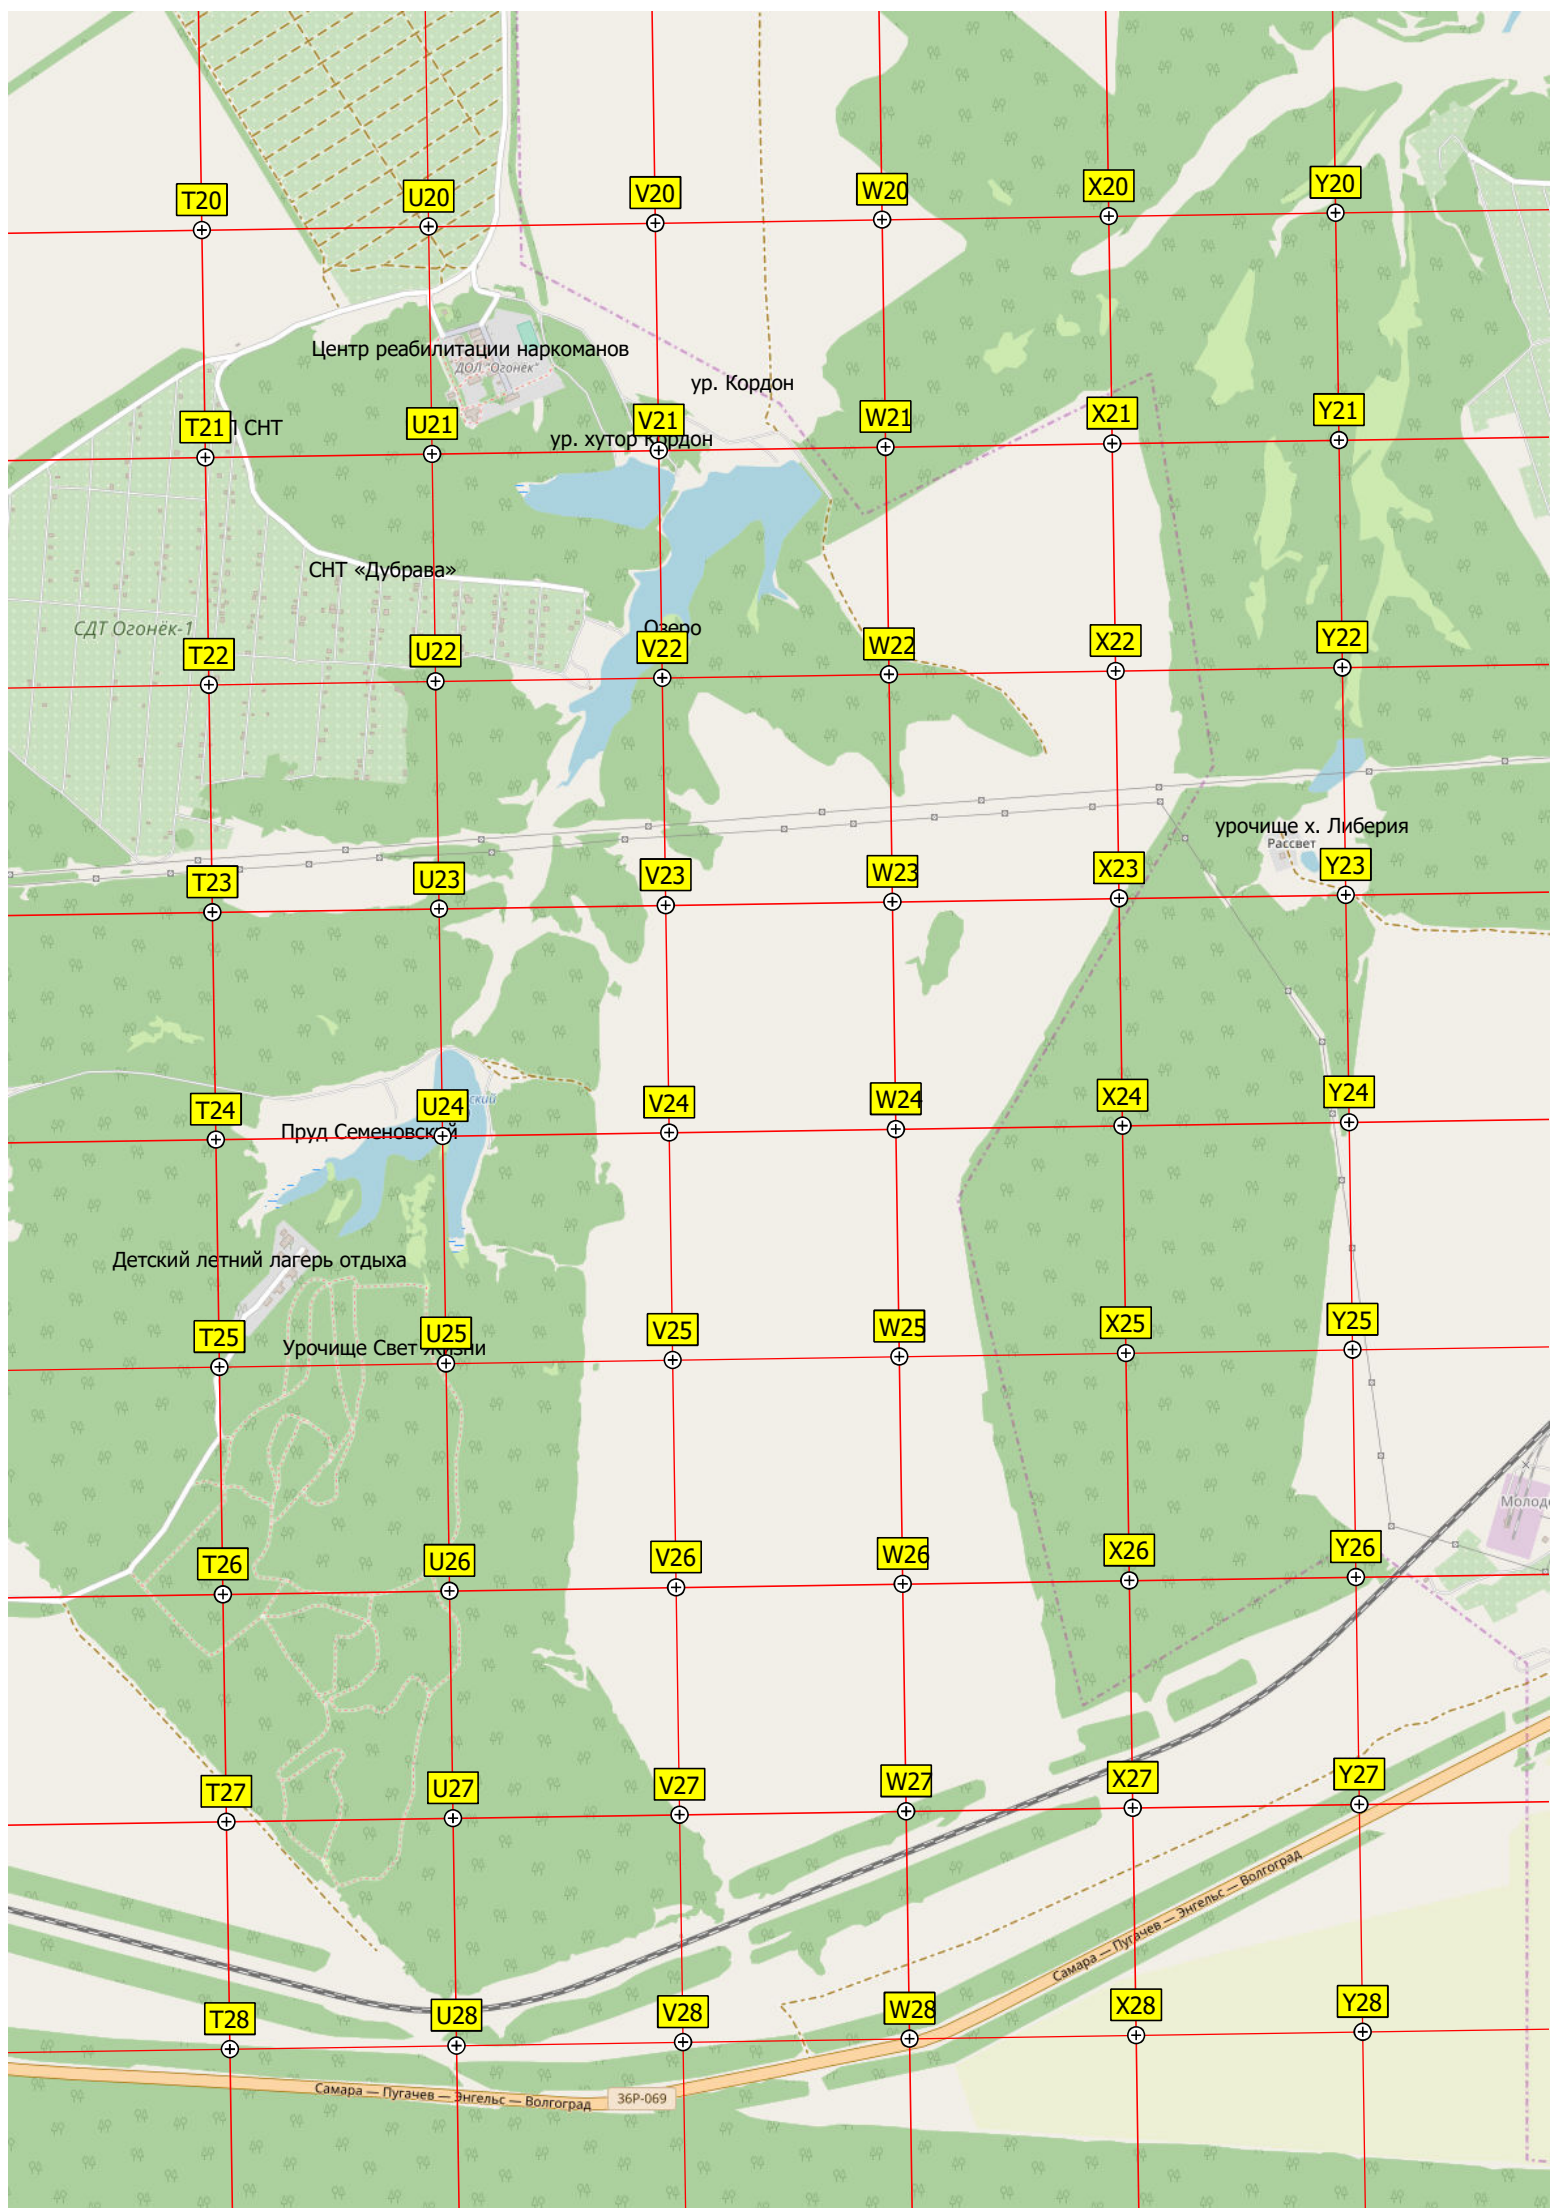 T20
U20
V20
W20
X20
Y20
Центр реабилитации наркоманов
ДОЛ "Огонёк"
ур. Кордон
T21
СНТ
U21
V21
ур. хутор Кордон
W21
X21
Y21
СНТ «Дубрава»
СДТ Огонёк-1
Озеро
T22
U22
V22
W22
X22
Y22
урочище х. Либерия
Рассвет
T23
U23
V23
W23
X23
Y23
T24
U24
V24
W24
X24
Y24
Пруд Семеновский
Детский летний лагерь отдыха
T25
U25
V25
W25
X25
Y25
Урочище Свет Жизни
T26
U26
V26
W26
X26
Y26
T27
U27
V27
W27
X27
Y27
Самара — Пугачев — Энгельс — Волгоград
T28
U28
V28
W28
X28
Y28
Самара — Пугачев — Энгельс — Волгоград
36Р-069